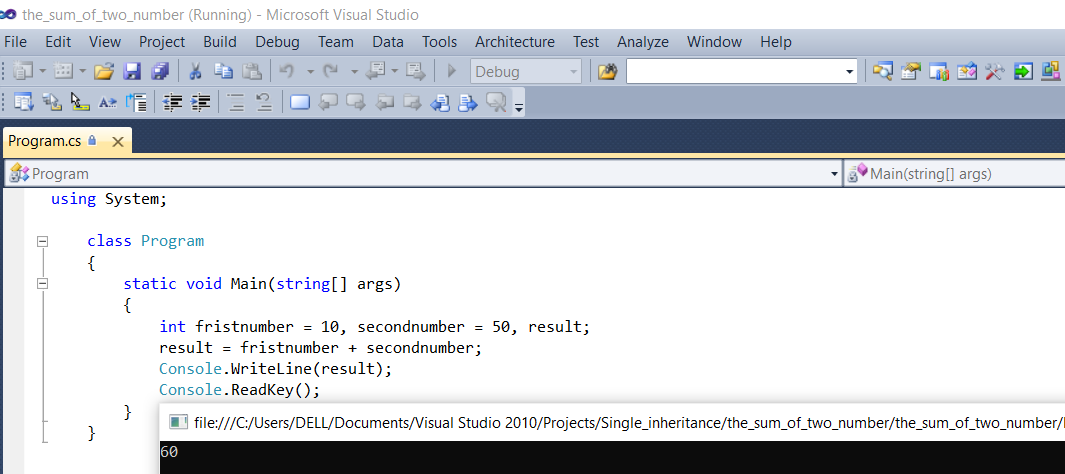 the_sum_of_two_number (Running) - Microsoft Visual Studio
File Edit View Project Build Debug Team Data Tools Architecture Test Analyze Window Help
Debug
Program.cs
Program Main(string[] args)
using System;
class Program
{
static void Main(string[] args)
{
int fristnumber = 10, secondnumber = 50, result;
result = fristnumber + secondnumber;
Console.WriteLine(result);
Console.ReadKey();
}
}
file:///C:/Users/DELL/Documents/Visual Studio 2010/Projects/Single_inheritance/the_sum_of_two_number/the_sum_of_two_number/
60